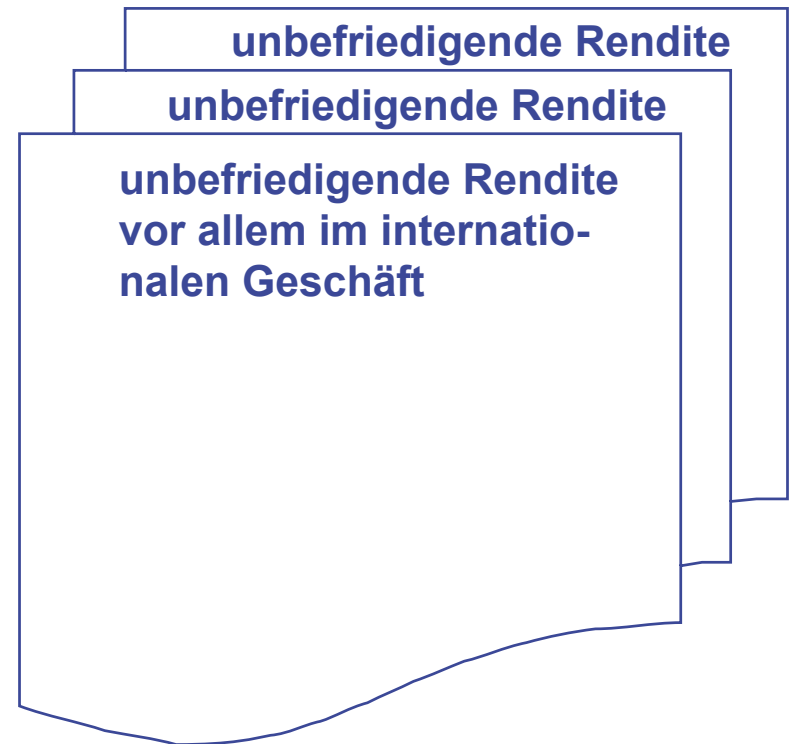 unbefriedigende Rendite
unbefriedigende Rendite
unbefriedigende Rendite
vor allem im internatio-
nalen Geschäft